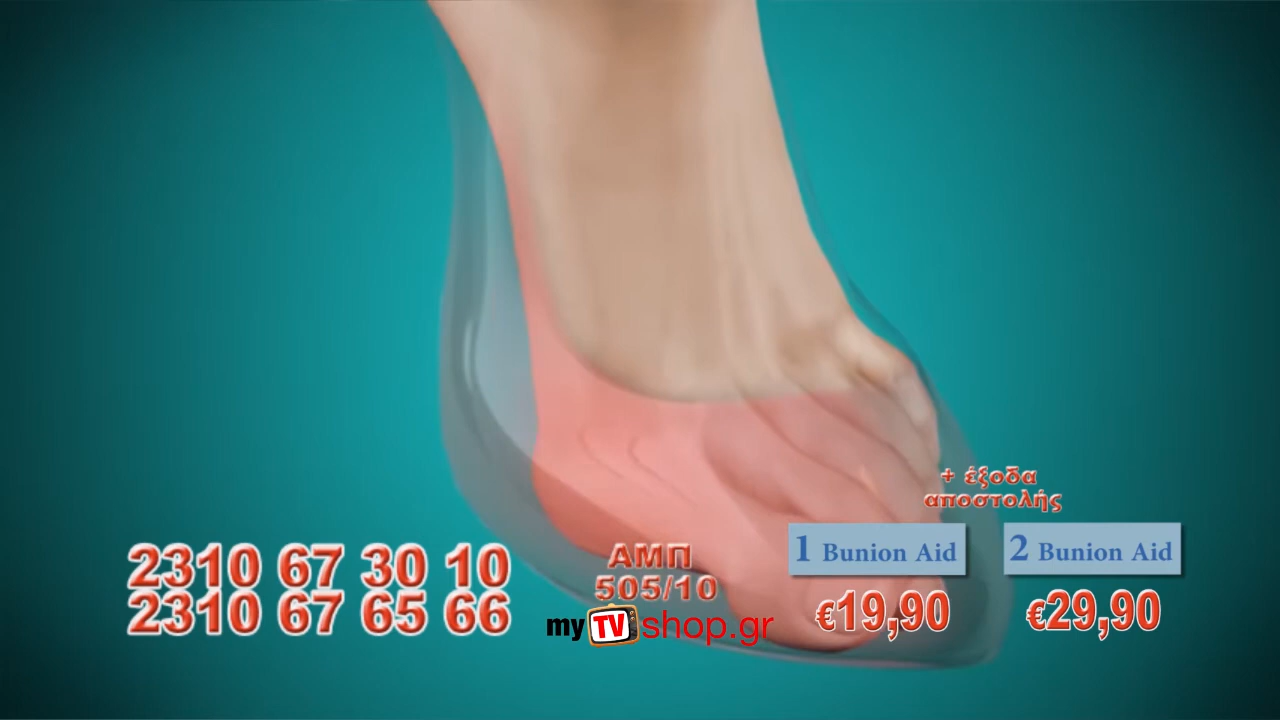 + έξοδα
αποστολής
1 Bunion Aid
2 Bunion Aid
2310 67 30 10
2310 67 65 66
ΑΜΠ
505/10
€19,90
€29,90
myTVshop.gr